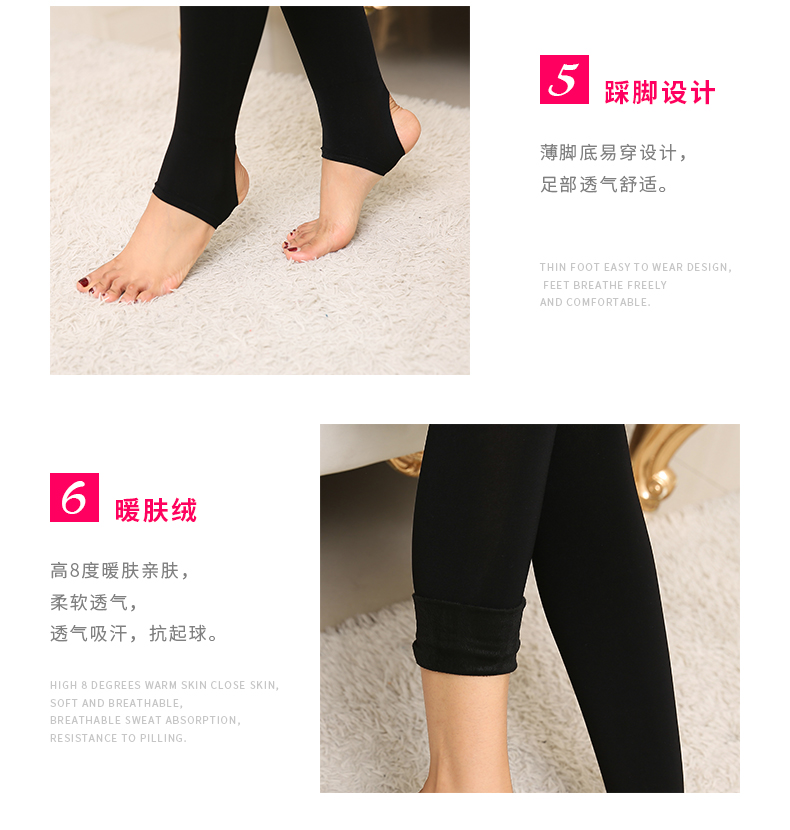 5 踩脚设计
薄脚底易穿设计，
足部透气舒适。
THIN FOOT EASY TO WEAR DESIGN,
FEET BREATHE FREELY
AND COMFORTABLE.
6 暖肤绒
高8度暖肤亲肤，
柔软透气，
透气吸汗，抗起球。
HIGH 8 DEGREES WARM SKIN CLOSE SKIN,
SOFT AND BREATHABLE,
BREATHABLE SWEAT ABSORPTION,
RESISTANCE TO PILLING.